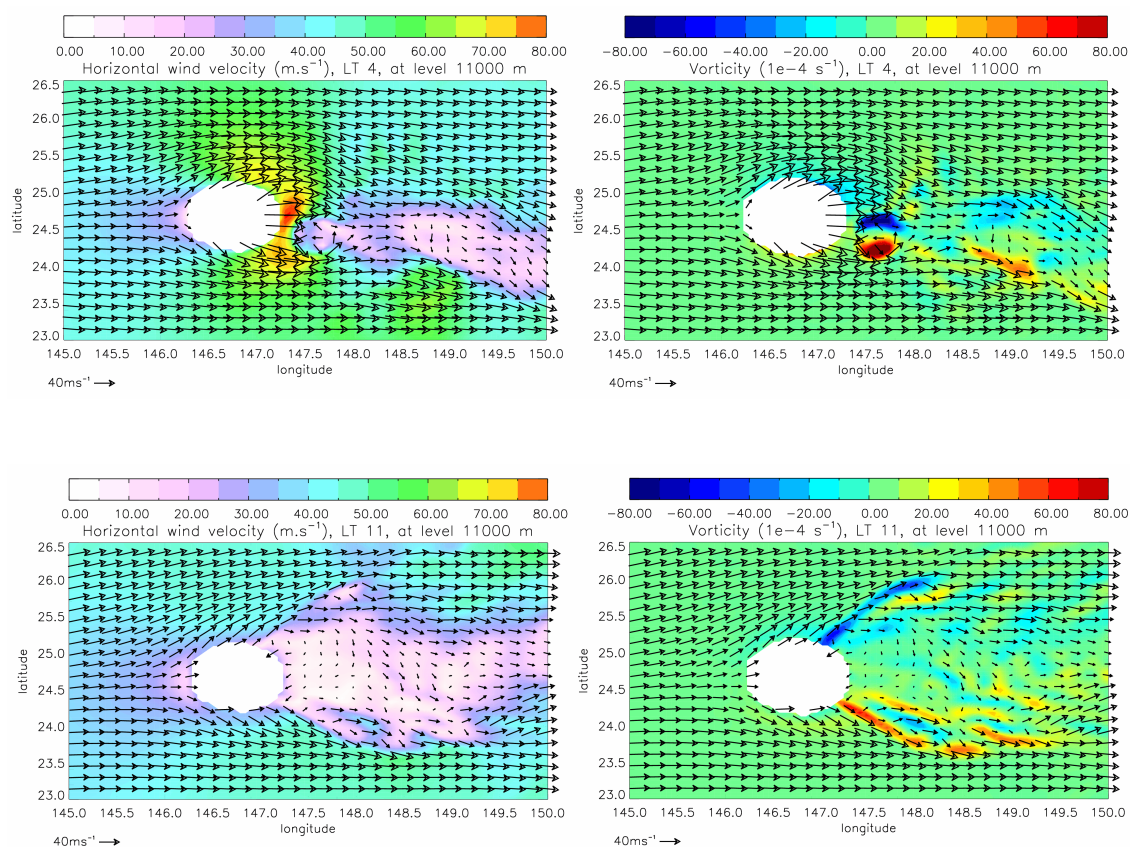 0.00 10.00 20.00 30.00 40.00 50.00 60.00 70.00 80.00
Horizontal wind velocity (m.s⁻¹), LT 4, at level 11000 m
26.5
26.0
25.5
25.0
24.5
24.0
23.5
23.0
latitude
145.0 145.5 146.0 146.5 147.0 147.5 148.0 148.5 149.0 149.5 150.0
longitude
40ms⁻¹
−80.00 −60.00 −40.00 −20.00 0.00 20.00 40.00 60.00 80.00
Vorticity (1e−4 s⁻¹), LT 4, at level 11000 m
26.5
26.0
25.5
25.0
24.5
24.0
23.5
23.0
latitude
145.0 145.5 146.0 146.5 147.0 147.5 148.0 148.5 149.0 149.5 150.0
longitude
40ms⁻¹
0.00 10.00 20.00 30.00 40.00 50.00 60.00 70.00 80.00
Horizontal wind velocity (m.s⁻¹), LT 11, at level 11000 m
26.5
26.0
25.5
25.0
24.5
24.0
23.5
23.0
latitude
145.0 145.5 146.0 146.5 147.0 147.5 148.0 148.5 149.0 149.5 150.0
longitude
40ms⁻¹
−80.00 −60.00 −40.00 −20.00 0.00 20.00 40.00 60.00 80.00
Vorticity (1e−4 s⁻¹), LT 11, at level 11000 m
26.5
26.0
25.5
25.0
24.5
24.0
23.5
23.0
latitude
145.0 145.5 146.0 146.5 147.0 147.5 148.0 148.5 149.0 149.5 150.0
longitude
40ms⁻¹